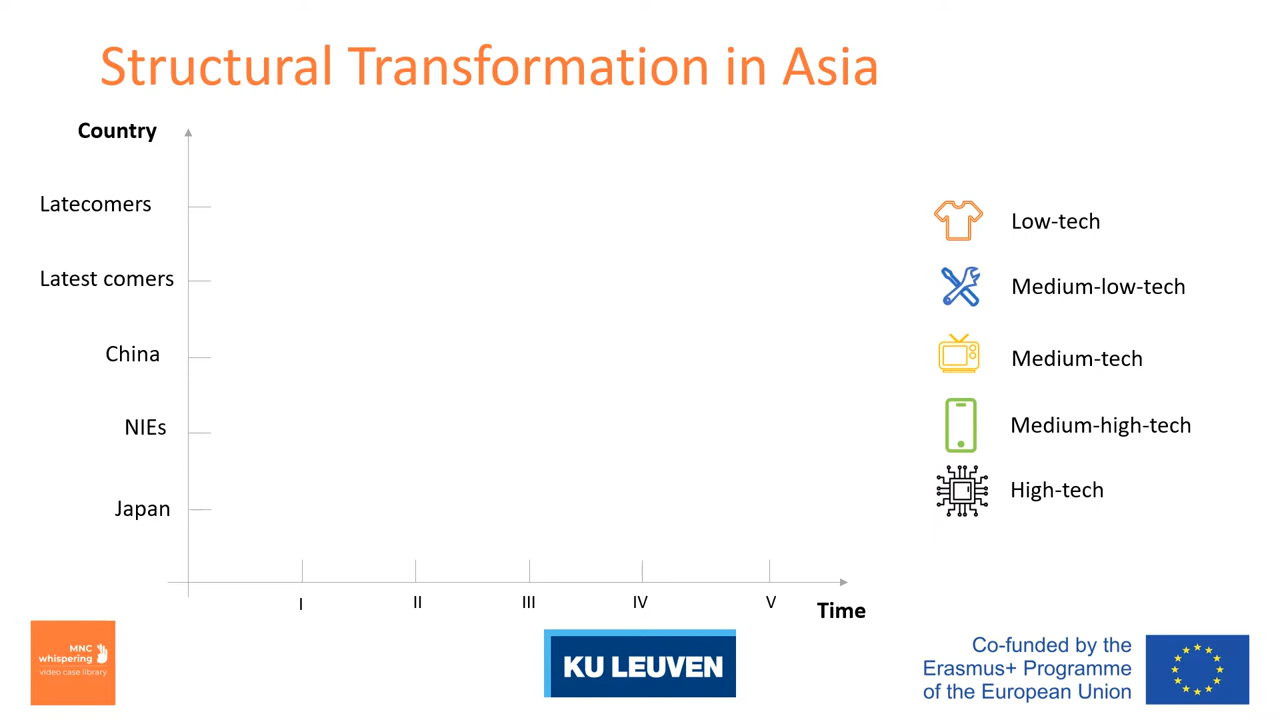 Structural Transformation in Asia
Country
Latecomers
Latest comers
China
NIEs
Japan
I
II
III
IV
V
Time
Low-tech
Medium-low-tech
Medium-tech
Medium-high-tech
High-tech
MNC
whispering
video case library
KU LEUVEN
Co-funded by the
Erasmus+ Programme
of the European Union